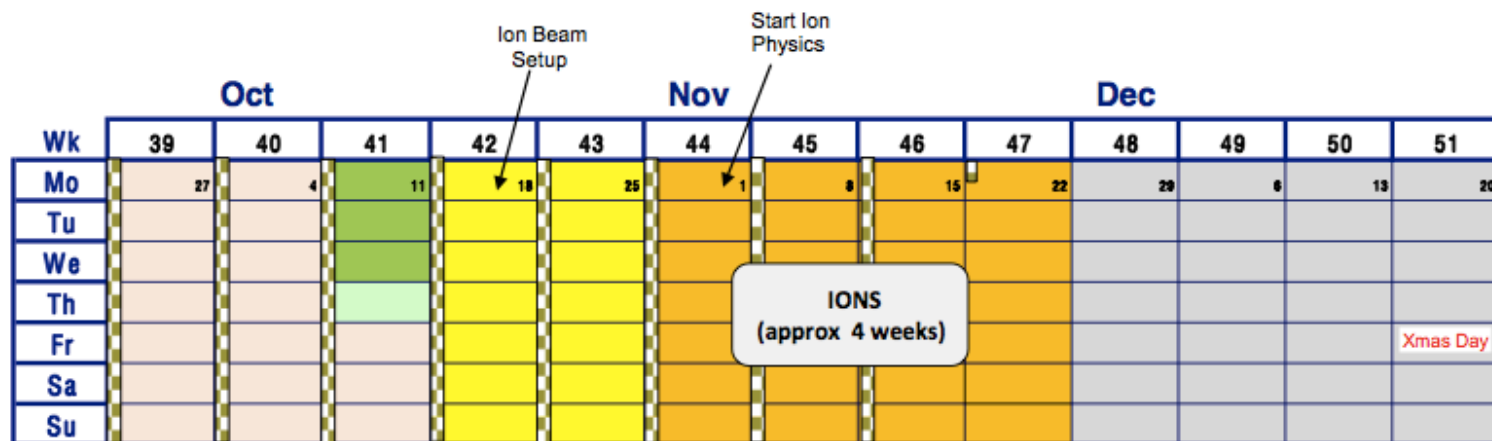 Ion Beam
Setup
Start Ion
Physics
Oct Nov Dec
Wk 39 40 41 42 43 44 45 46 47 48 49 50 51
Mo 27 4 11 18 25 1 8 15 22 29 6 13 20
Tu
We
Th
IONS
(approx 4 weeks)
Fr
Xmas Day
Sa
Su